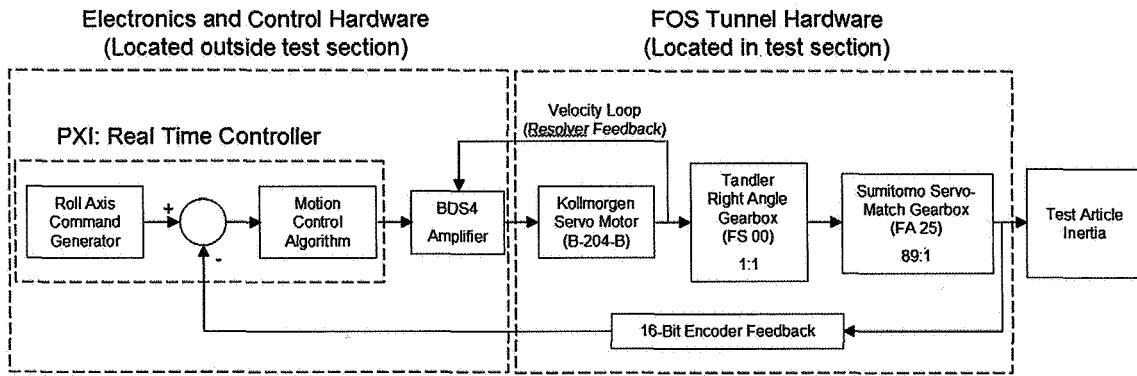 Electronics and Control Hardware
(Located outside test section)
FOS Tunnel Hardware
(Located in test section)
Velocity Loop
(Resolver Feedback)
PXI: Real Time Controller
Roll Axis
Command
Generator
+
-
Motion
Control
Algorithm
BDS4
Amplifier
Kollmorgen
Servo Motor
(B-204-B)
Tandler
Right Angle
Gearbox
(FS 00)
1:1
Sumitomo Servo-
Match Gearbox
(FA 25)
89:1
Test Article
Inertia
16-Bit Encoder Feedback